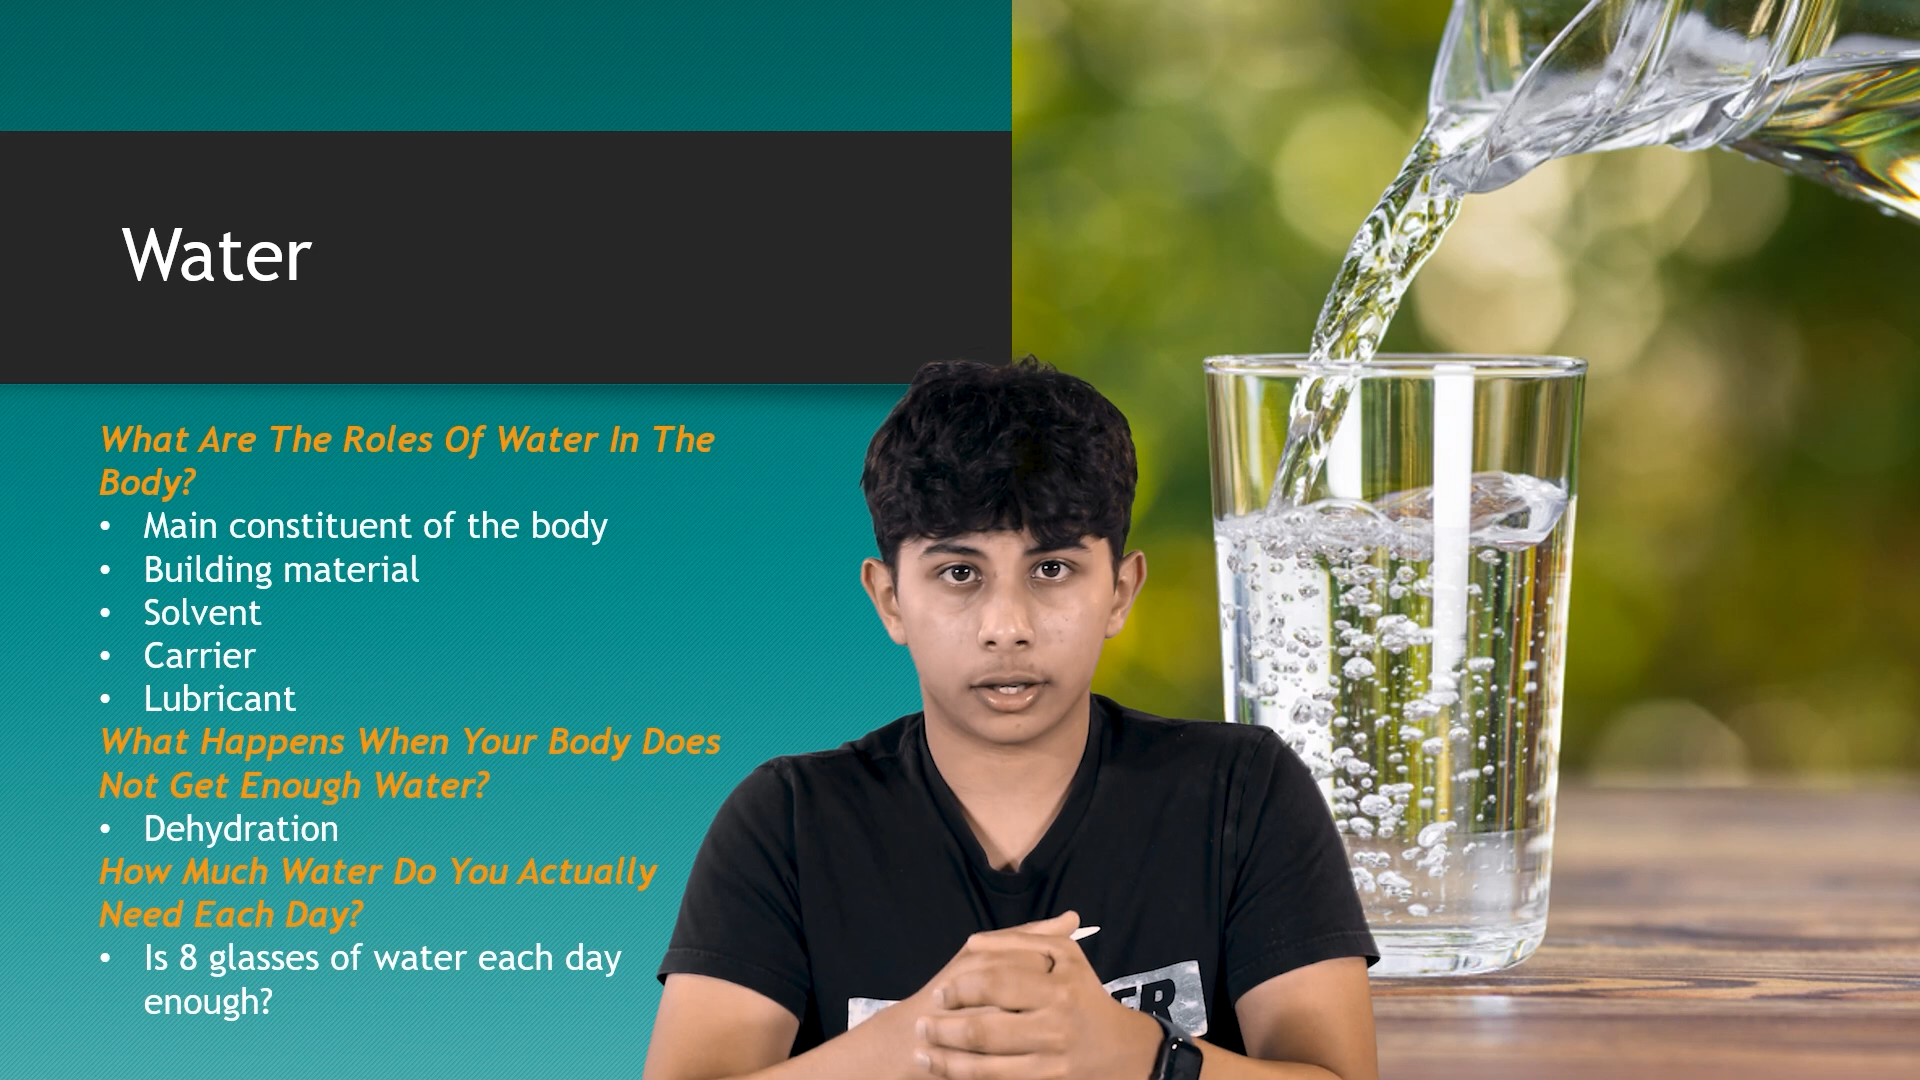 Water
What Are The Roles Of Water In The
Body?
• Main constituent of the body
• Building material
• Solvent
• Carrier
• Lubricant
What Happens When Your Body Does
Not Get Enough Water?
• Dehydration
How Much Water Do You Actually
Need Each Day?
• Is 8 glasses of water each day
enough?